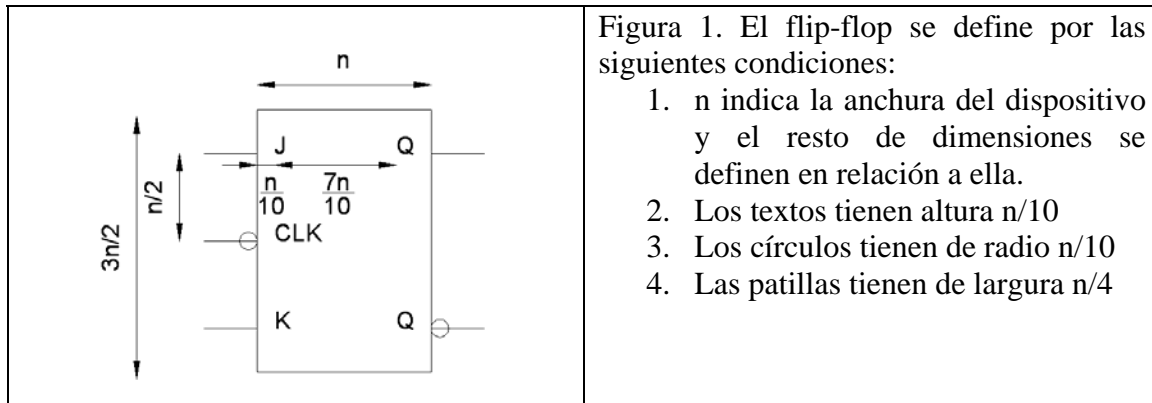 n
J Q
n/2
n
10
7n
10
3n/2
CLK
K Q
Figura 1. El flip-flop se define por las
siguientes condiciones:
1. n indica la anchura del dispositivo
y el resto de dimensiones se
definen en relación a ella.
2. Los textos tienen altura n/10
3. Los círculos tienen de radio n/10
4. Las patillas tienen de largura n/4